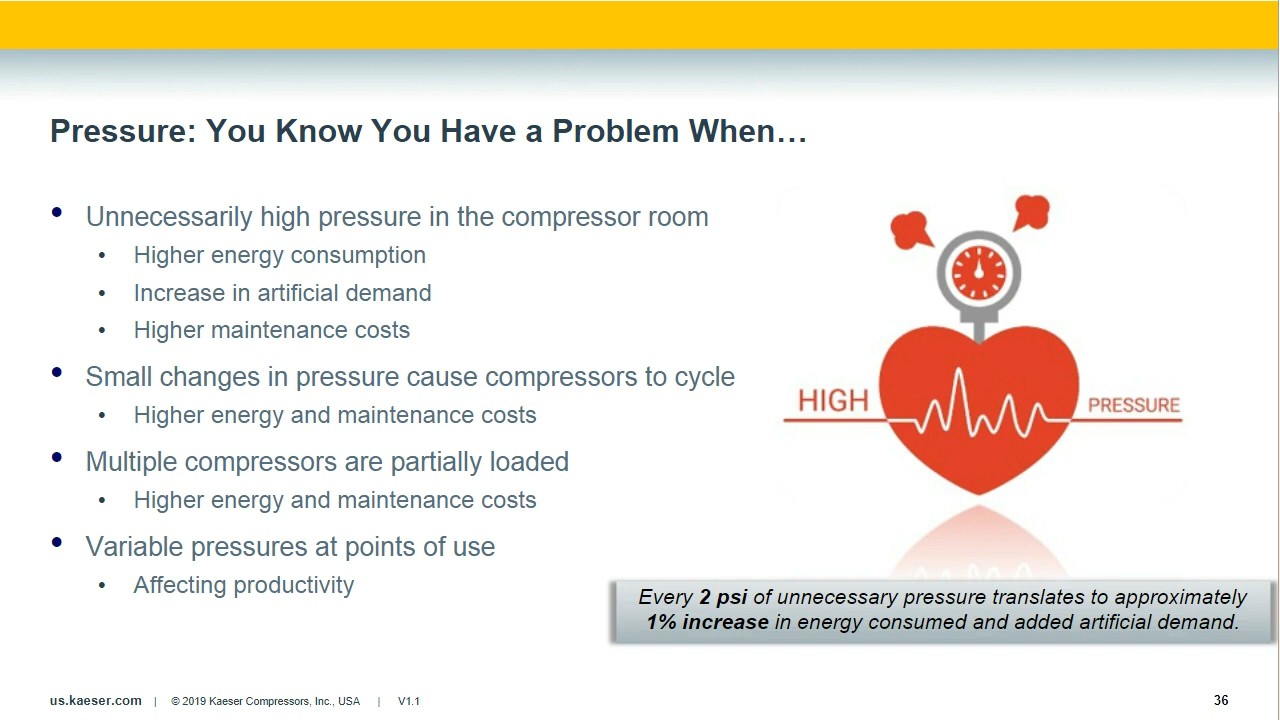 Pressure: You Know You Have a Problem When…
• Unnecessarily high pressure in the compressor room
• Higher energy consumption
• Increase in artificial demand
• Higher maintenance costs
• Small changes in pressure cause compressors to cycle
• Higher energy and maintenance costs
• Multiple compressors are partially loaded
• Higher energy and maintenance costs
• Variable pressures at points of use
• Affecting productivity
HIGH PRESSURE
Every 2 psi of unnecessary pressure translates to approximately
1% increase in energy consumed and added artificial demand.
us.kaeser.com | © 2019 Kaeser Compressors, Inc., USA | V1.1 36